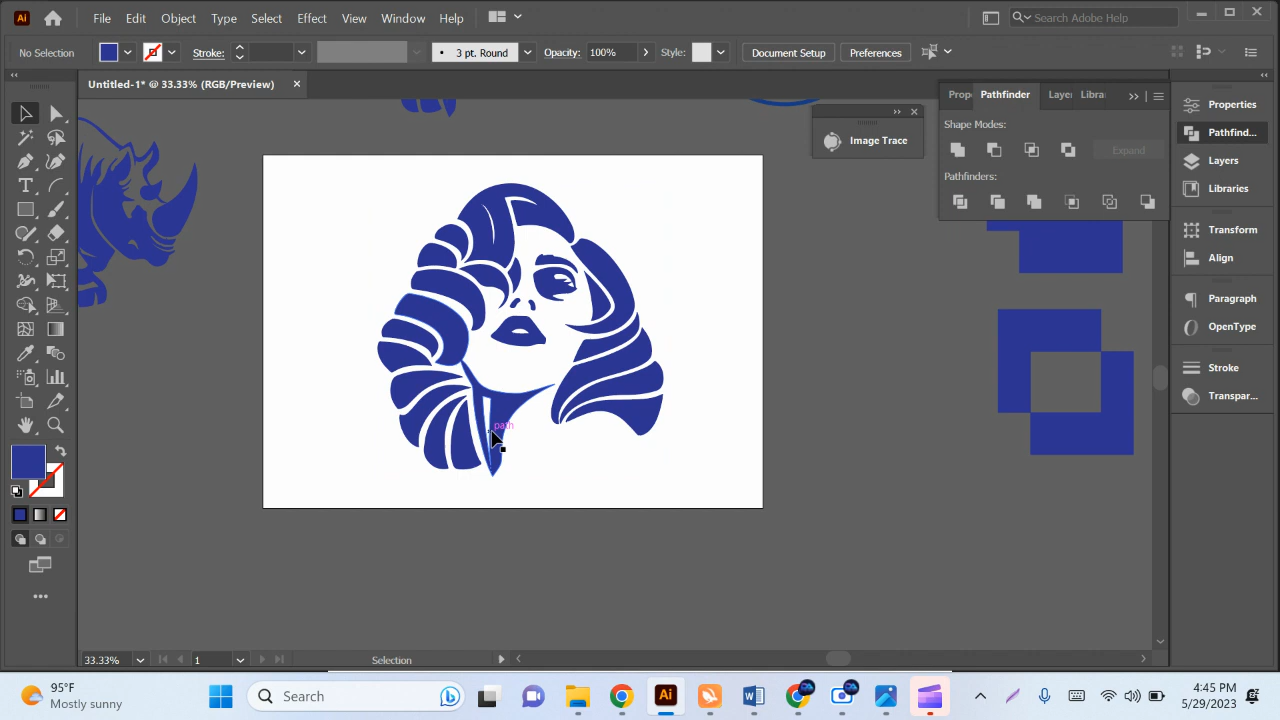 Ai File Edit Object Type Select Effect View Window Help Search Adobe Help
No Selection Stroke: 3 pt. Round Opacity: 100% Style: Document Setup Preferences
Untitled-1* @ 33.33% (RGB/Preview)
Pathfinder
Image Trace
Shape Modes:
Expand
Pathfinders:
Properties
Pathfind...
Layers
Libraries
Transform
Align
Paragraph
OpenType
Stroke
Transpar...
path
33.33% 1 Selection
95°F
Mostly sunny
Search
Ai
4:45 PM
5/29/2023